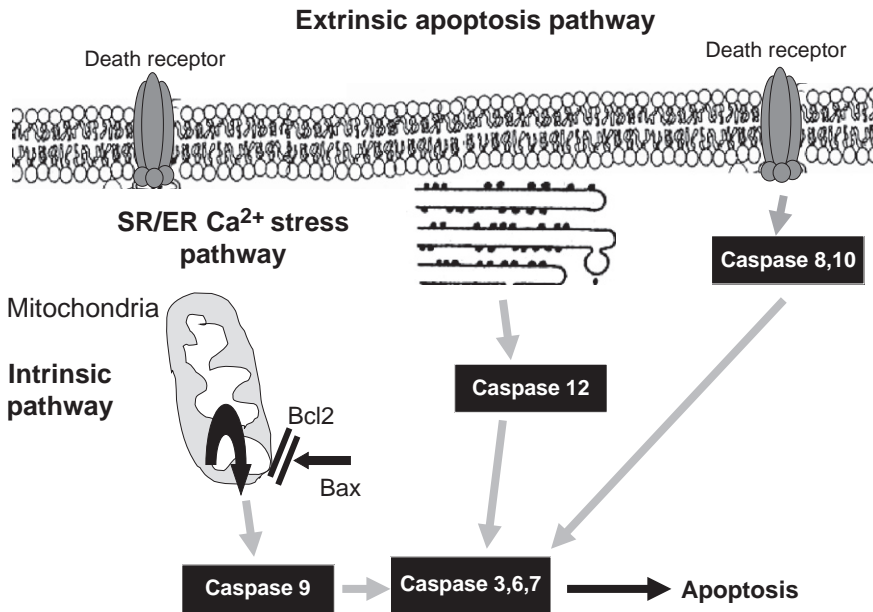 Extrinsic apoptosis pathway
Death receptor
Death receptor
SR/ER Ca2+ stress
pathway
Caspase 8,10
Mitochondria
Intrinsic
pathway
Caspase 12
Bcl2
Bax
Caspase 9
Caspase 3,6,7
Apoptosis